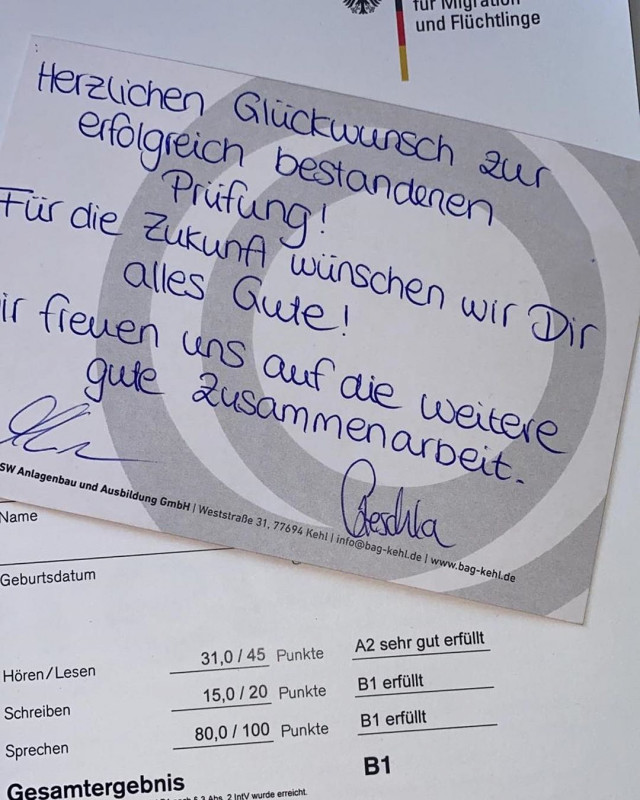 für Migration
und Flüchtlinge
Herzlichen Glückwunsch zur
erfolgreich bestandenen
Prüfung!
Für die Zukunft wünschen wir Dir
alles Gute!
ir freuen uns auf die weitere
gute Zusammenarbeit.
SW Anlagenbau und Ausbildung GmbH | Weststraße 31, 77694 Kehl | info@bag-kehl.de | www.bag-kehl.de
Name
Geburtsdatum
Hören/Lesen 31,0 / 45 Punkte A2 sehr gut erfüllt
Schreiben 15,0 / 20 Punkte B1 erfüllt
Sprechen 80,0 / 100 Punkte B1 erfüllt
Gesamtergebnis B1
Abs. 2 IntV wurde erreicht.